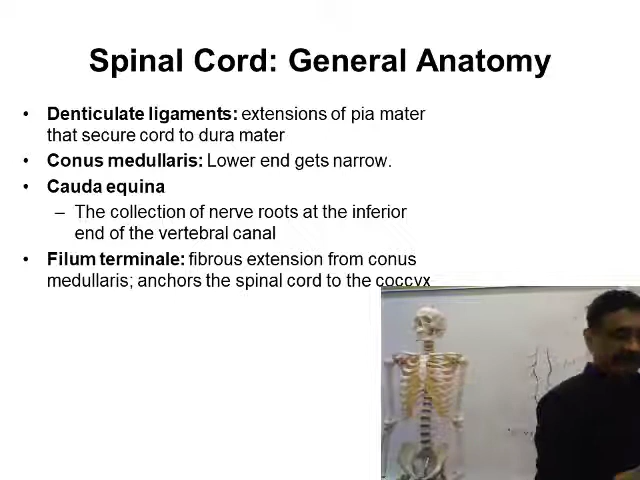 Spinal Cord: General Anatomy
• Denticulate ligaments: extensions of pia mater
that secure cord to dura mater
• Conus medullaris: Lower end gets narrow.
• Cauda equina
– The collection of nerve roots at the inferior
end of the vertebral canal
• Filum terminale: fibrous extension from conus
medullaris; anchors the spinal cord to the coccyx